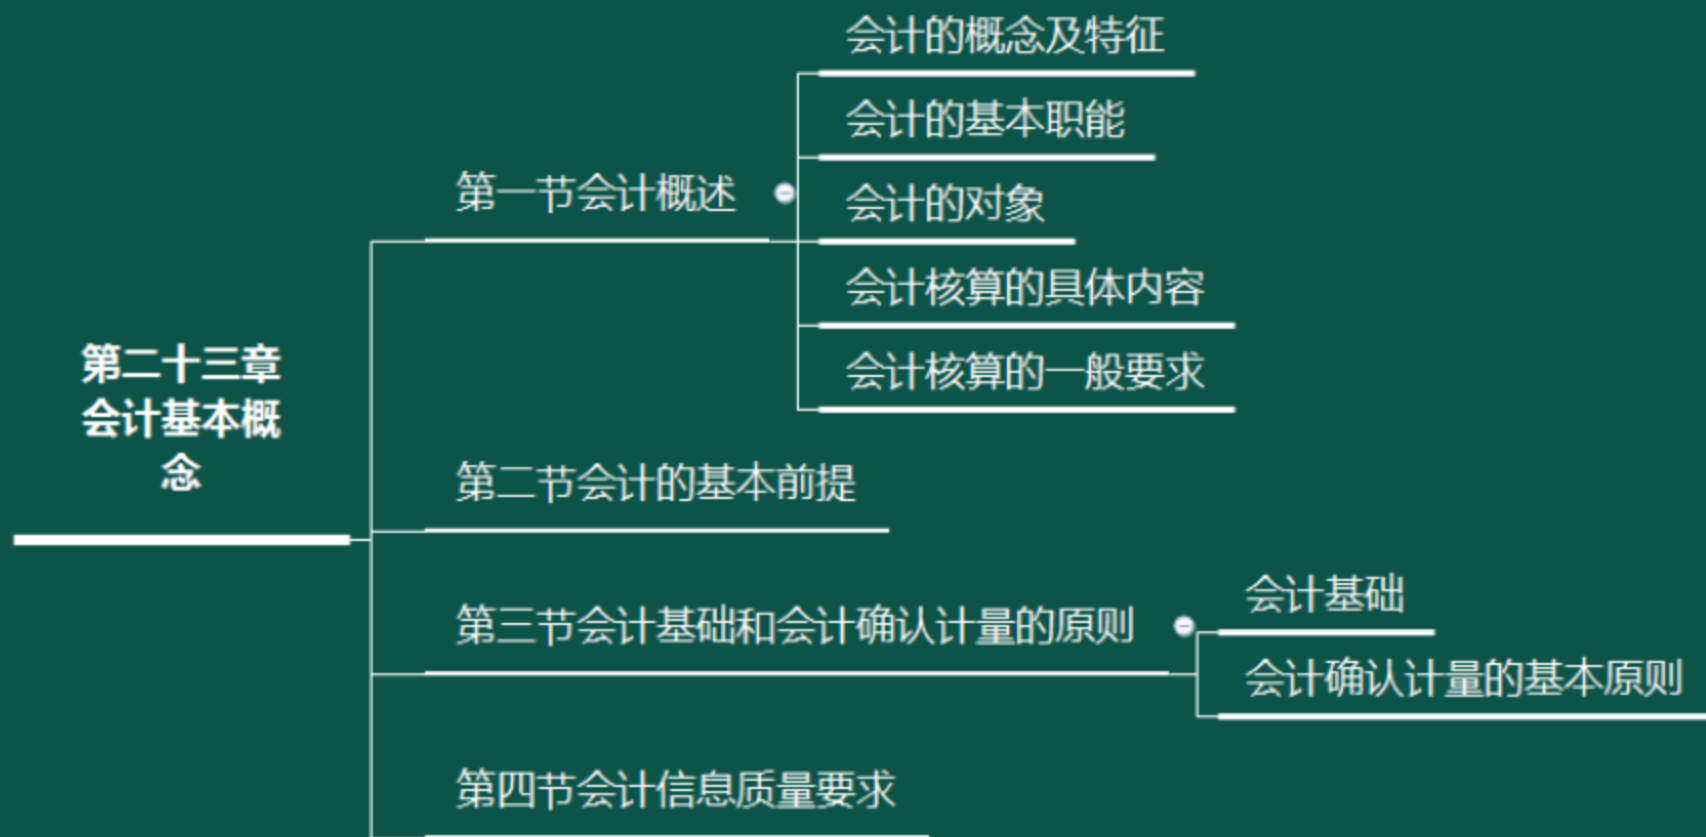 会计的概念及特征
会计的基本职能
第一节会计概述
会计的对象
会计核算的具体内容
会计核算的一般要求
第二十三章
会计基本概
念
第二节会计的基本前提
会计基础
第三节会计基础和会计确认计量的原则
会计确认计量的基本原则
第四节会计信息质量要求